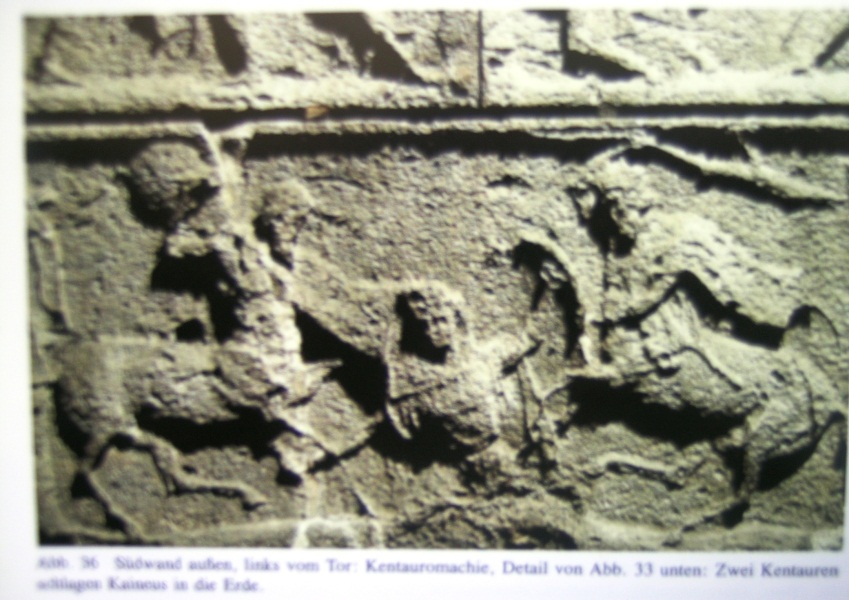 Abb. 56 Südwand außen, links vom Tor: Kentauromachie, Detail von Abb. 33 unten: Zwei Kentauren
schlagen Kaineus in die Erde.